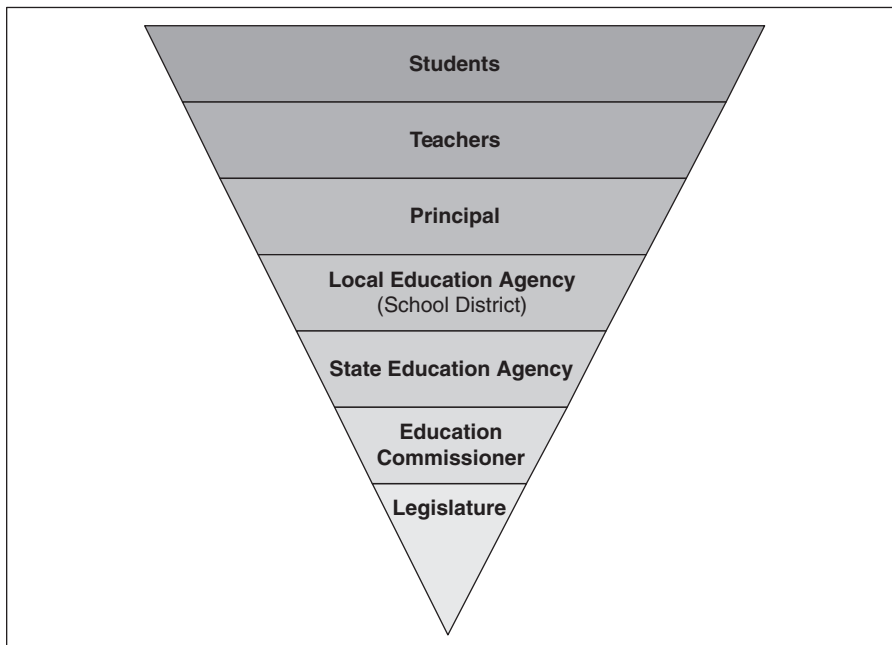 Students
Teachers
Principal
Local Education Agency
(School District)
State Education Agency
Education
Commissioner
Legislature